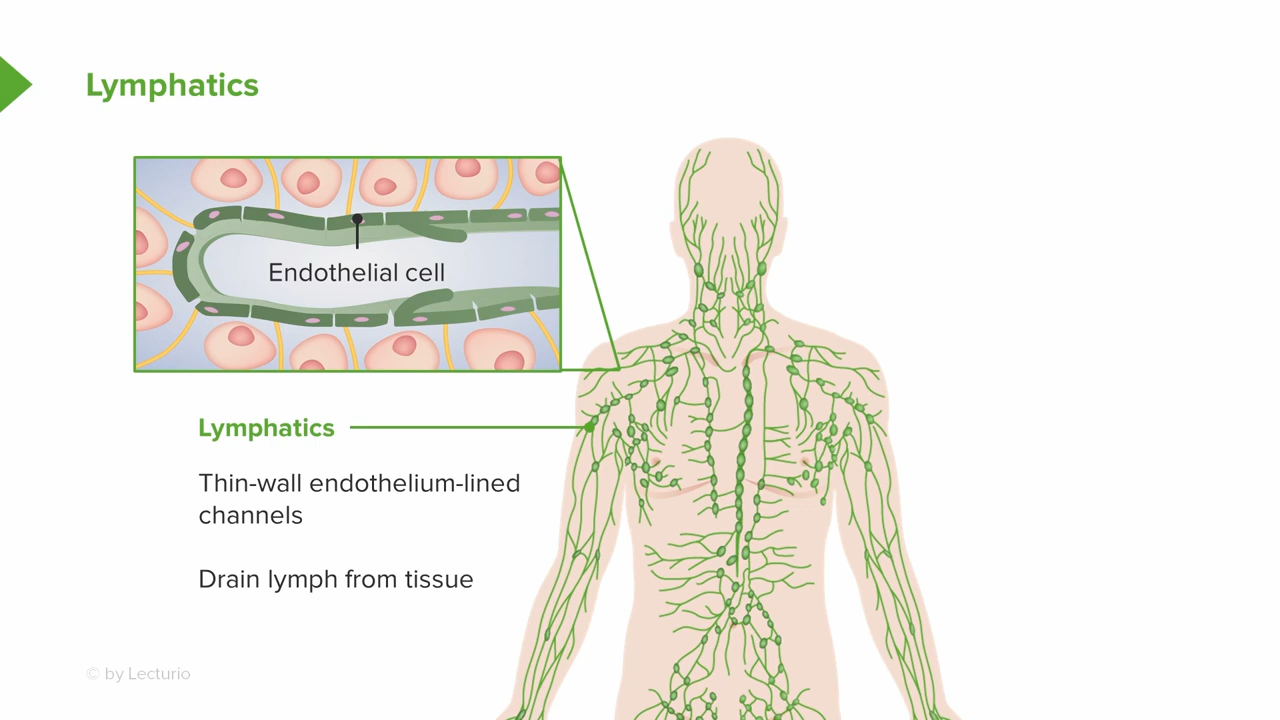 Lymphatics
Endothelial cell
Lymphatics
Thin-wall endothelium-lined
channels
Drain lymph from tissue
© by Lecturio